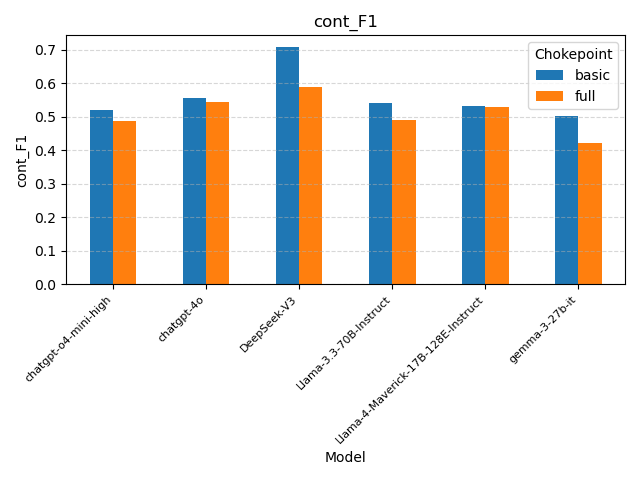 cont_F1
Chokepoint
basic
full
cont_F1
0.7
0.6
0.5
0.4
0.3
0.2
0.1
0.0
chatgpt-o4-mini-high
chatgpt-4o
DeepSeek-V3
Llama-3.3-70B-Instruct
Llama-4-Maverick-17B-128E-Instruct
gemma-3-27b-it
Model